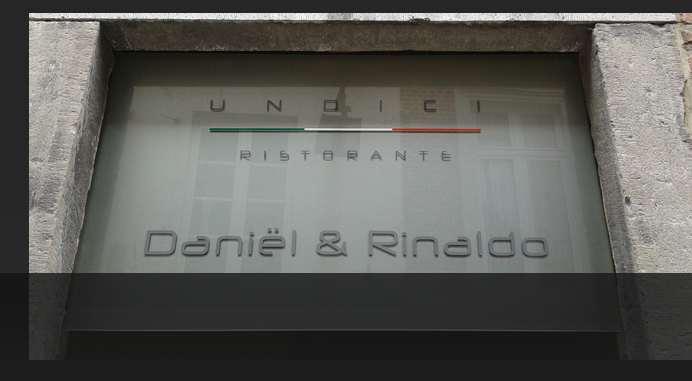 UNDICI
RISTORANTE
Daniël & Rinaldo